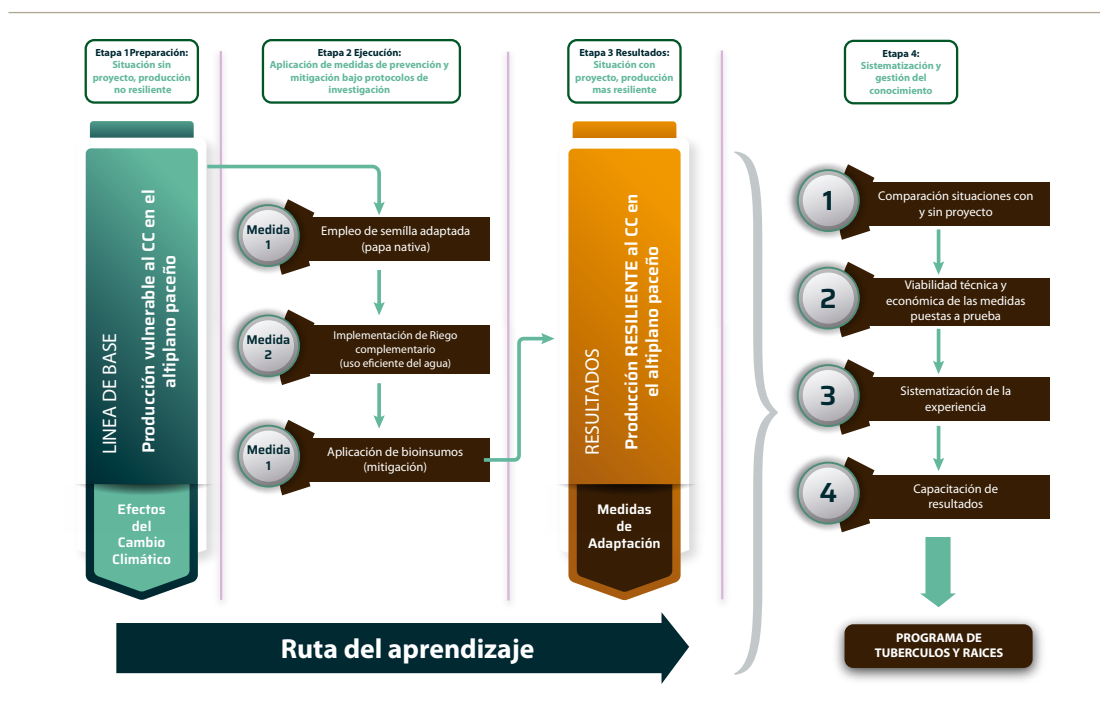 Etapa 1 Preparación:
Situación sin
proyecto, producción
no resiliente
Etapa 2 Ejecución:
Aplicación de medidas de prevención y
mitigación bajo protocolos de
investigación
Etapa 3 Resultados:
Situación con
proyecto, producción
mas resiliente
Etapa 4:
Sistematización y
gestión del
conocimiento
LINEA DE BASE
Producción vulnerable al CC en el
altiplano paceño
Efectos
del
Cambio
Climático
Medida
1
Empleo de semílla adaptada
(papa nativa)
Medida
2
Implementación de Riego
complementario
(uso eficiente del agua)
Medida
1
Aplicación de bioinsumos
(mitigación)
RESULTADOS
Producción RESILIENTE al CC en
el altiplano paceño
Medidas
de
Adaptación
1
Comparación situaciones con
y sin proyecto
2
Viabilidad técnica y
económica de las medidas
puestas a prueba
3
Sistematización de la
experiencia
4
Capacitación de
resultados
PROGRAMA DE
TUBERCULOS Y RAICES
Ruta del aprendizaje